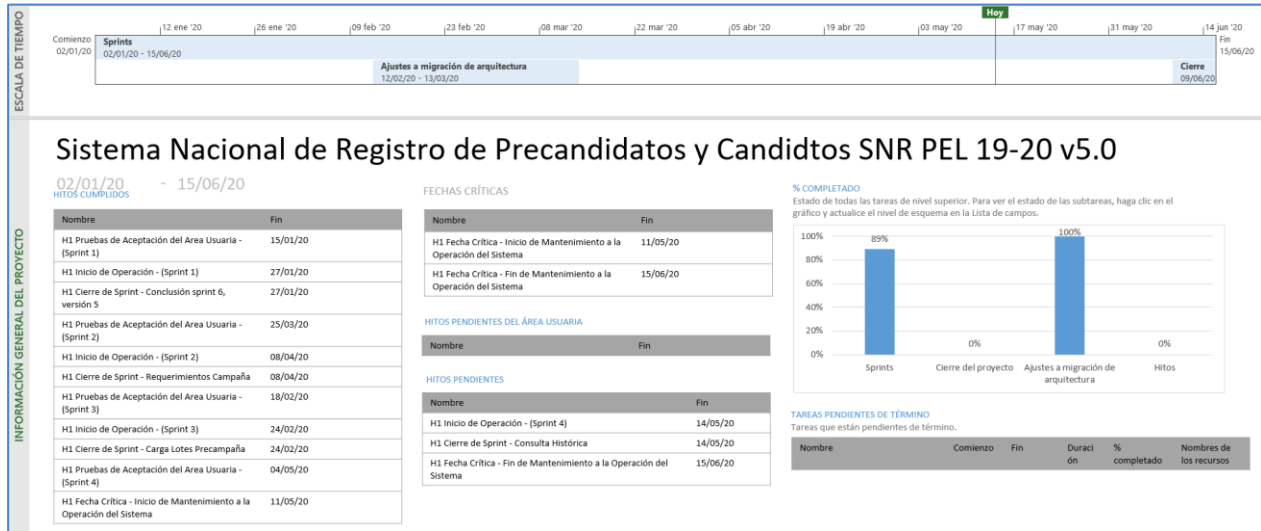 ESCALA DE TIEMPO
Hoy
12 ene '20 26 ene '20 09 feb '20 23 feb '20 08 mar '20 22 mar '20 05 abr '20 19 abr '20 03 may '20 17 may '20 31 may '20 14 jun '20
Comienzo
02/01/20
Sprints
02/01/20 - 15/06/20
Fin
15/06/20
Ajustes a migración de arquitectura
12/02/20 - 13/03/20
Cierre
09/06/20
INFORMACIÓN GENERAL DEL PROYECTO
Sistema Nacional de Registro de Precandidatos y Candidtos SNR PEL 19-20 v5.0
02/01/20 - 15/06/20
HITOS CUMPLIDOS
Nombre Fin
H1 Pruebas de Aceptación del Area Usuaria - 15/01/20
(Sprint 1)
H1 Inicio de Operación - (Sprint 1) 27/01/20
H1 Cierre de Sprint - Conclusión sprint 6, 27/01/20
versión 5
H1 Pruebas de Aceptación del Area Usuaria - 25/03/20
(Sprint 2)
H1 Inicio de Operación - (Sprint 2) 08/04/20
H1 Cierre de Sprint - Requerimientos Campaña 08/04/20
H1 Pruebas de Aceptación del Area Usuaria - 18/02/20
(Sprint 3)
H1 Inicio de Operación - (Sprint 3) 24/02/20
H1 Cierre de Sprint - Carga Lotes Precampaña 24/02/20
H1 Pruebas de Aceptación del Area Usuaria - 04/05/20
(Sprint 4)
H1 Fecha Crítica - Inicio de Mantenimiento a la 11/05/20
Operación del Sistema
FECHAS CRÍTICAS
Nombre Fin
H1 Fecha Crítica - Inicio de Mantenimiento a la 11/05/20
Operación del Sistema
H1 Fecha Crítica - Fin de Mantenimiento a la 15/06/20
Operación del Sistema
HITOS PENDIENTES DEL ÁREA USUARIA
Nombre Fin
HITOS PENDIENTES
Nombre Fin
H1 Inicio de Operación - (Sprint 4) 14/05/20
H1 Cierre de Sprint - Consulta Histórica 14/05/20
H1 Fecha Crítica - Fin de Mantenimiento a la Operación del 15/06/20
Sistema
% COMPLETADO
Estado de todas las tareas de nivel superior. Para ver el estado de las subtareas, haga clic en el
gráfico y actualice el nivel de esquema en la Lista de campos.
100%
80%
60%
40%
20%
0%
89% 0% 100% 0%
Sprints Cierre del proyecto Ajustes a migración de Hitos
arquitectura
TAREAS PENDIENTES DE TÉRMINO
Tareas que están pendientes de término.
Nombre Comienzo Fin Duraci % Nombres de
ón completado los recursos